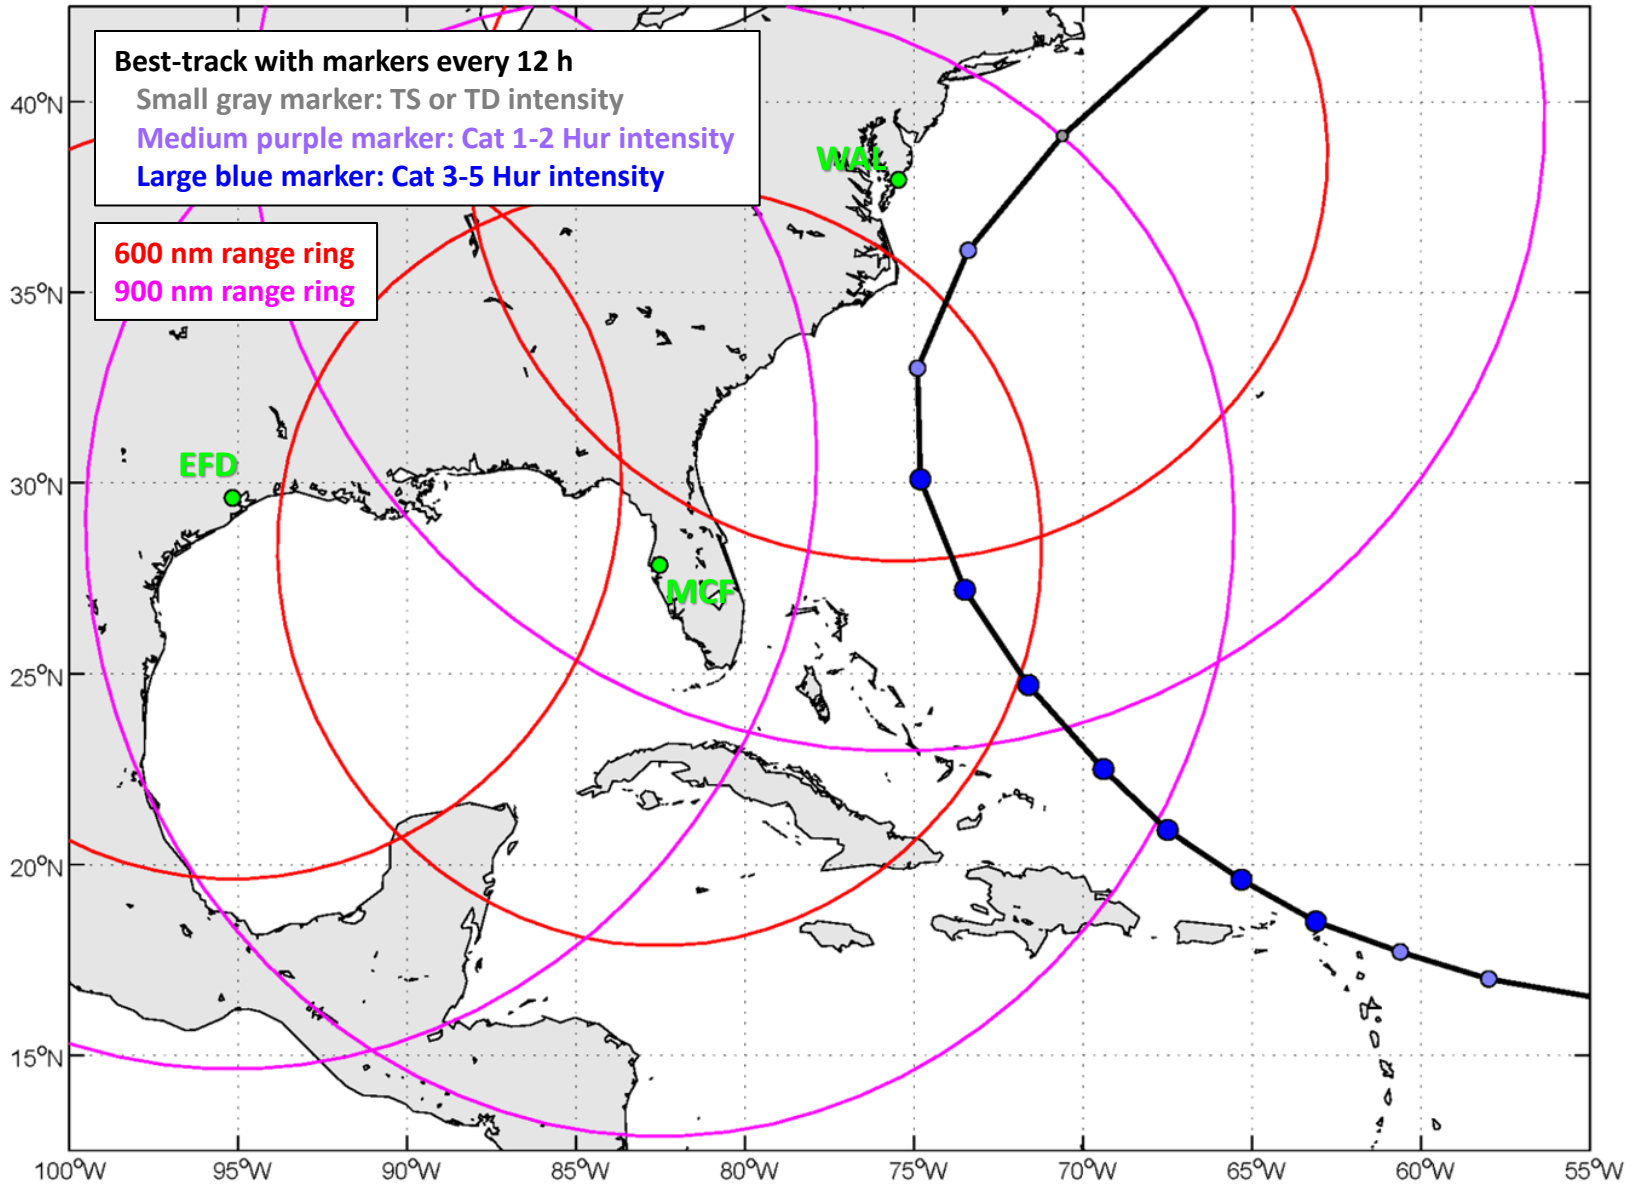 Best-track with markers every 12 h
Small gray marker: TS or TD intensity
Medium purple marker: Cat 1-2 Hur intensity
Large blue marker: Cat 3-5 Hur intensity
600 nm range ring
900 nm range ring
WAL
EFD
MCF
40°N
35°N
30°N
25°N
20°N
15°N
100°W 95°W 90°W 85°W 80°W 75°W 70°W 65°W 60°W 55°W